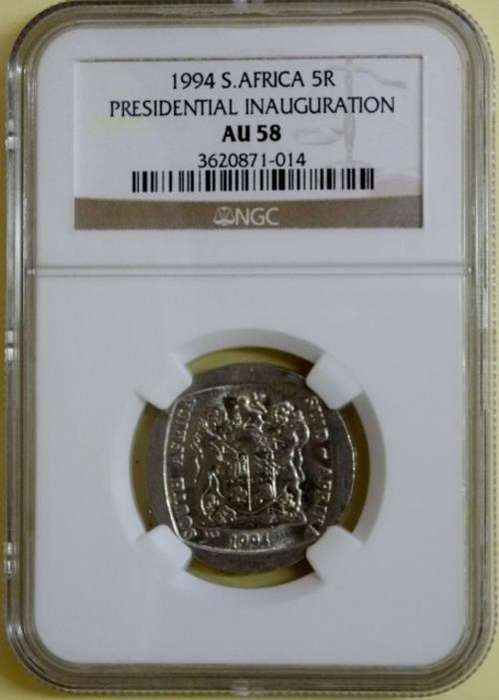 1994 S.AFRICA 5R
PRESIDENTIAL INAUGURATION
AU 58
3620871-014
NGC
SOUTH AFRICA
SUID-AFRIKA
1994